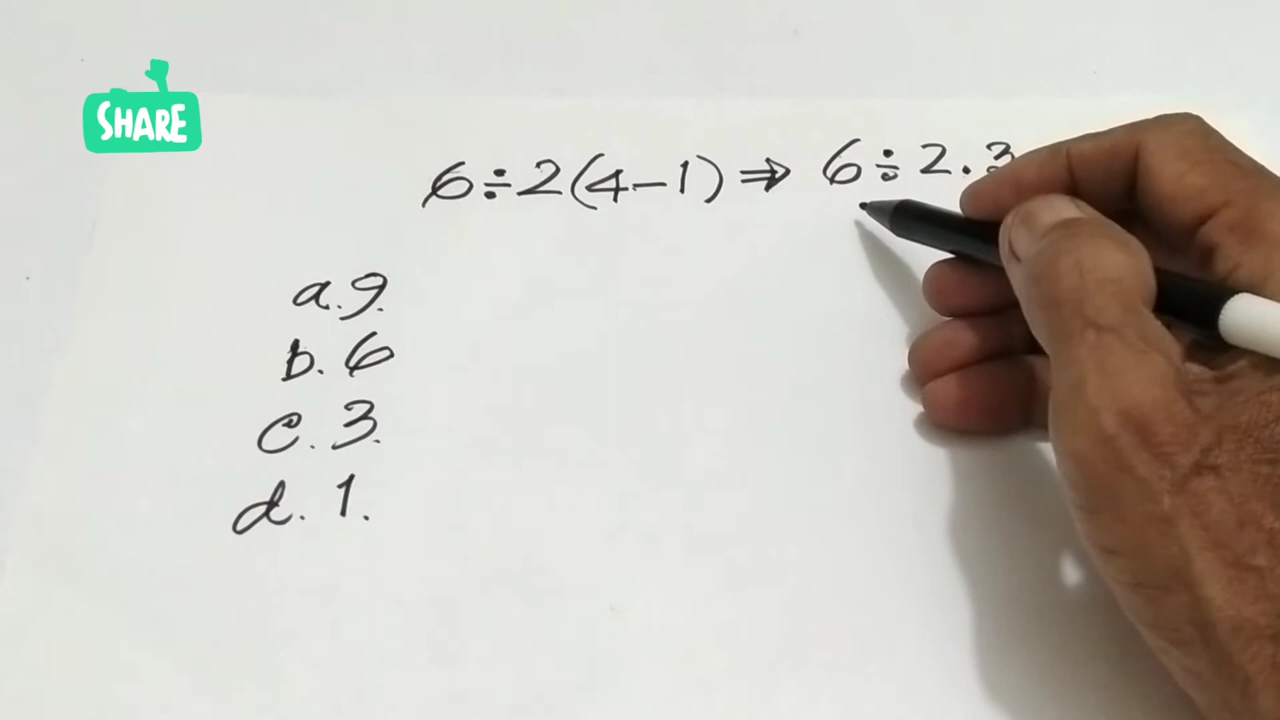 SHARE
6÷2(4-1)⇒ 6÷2.3
a. 9.
b. 6
c. 3.
d. 1.